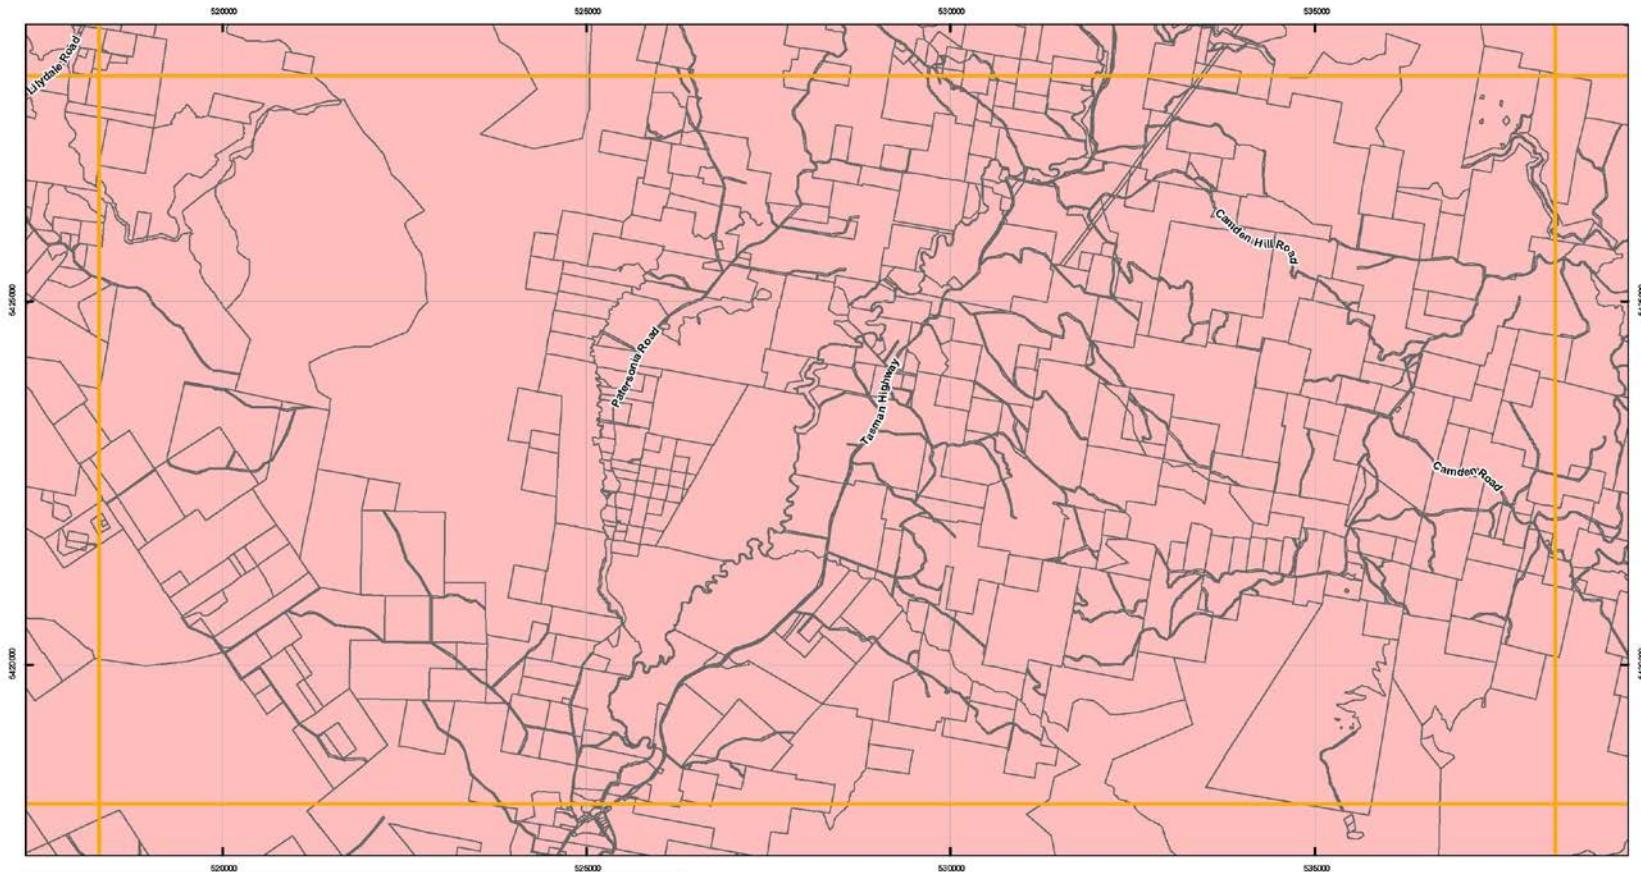 520000
525000
530000
535000
Lilydale Road
Camden Hill Road
5425000
Patersonia Road
Tasman Highway
Camden Road
5420000
520000
525000
530000
535000